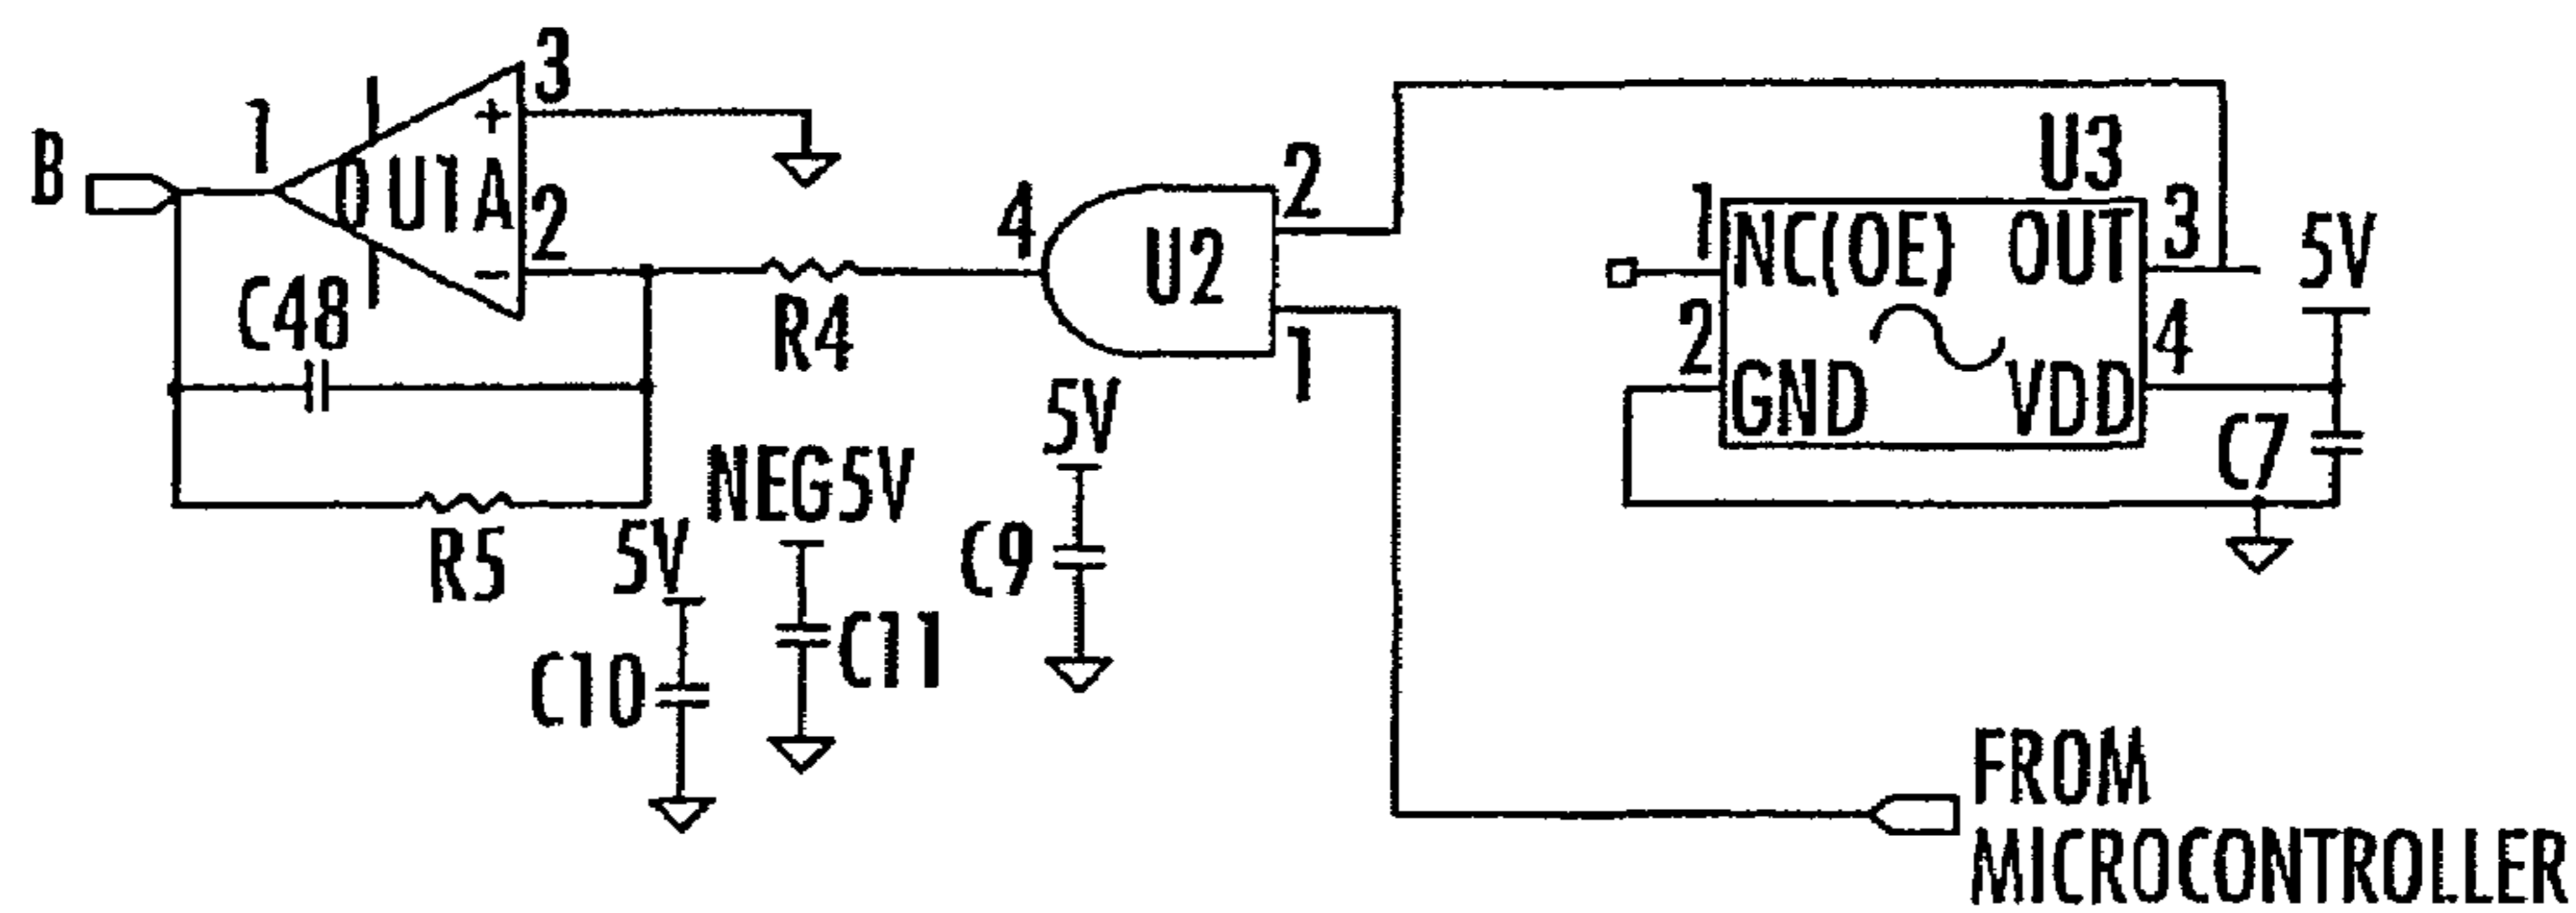 B
1
3
+
0 U1A
2
−
C48
R5
R4
4
U2
2
1
U3
1
NC(OE)
OUT
3
2
GND
VDD
4
5V
C7
5V
C9
NEG5V
C11
5V
C10
FROM
MICROCONTROLLER